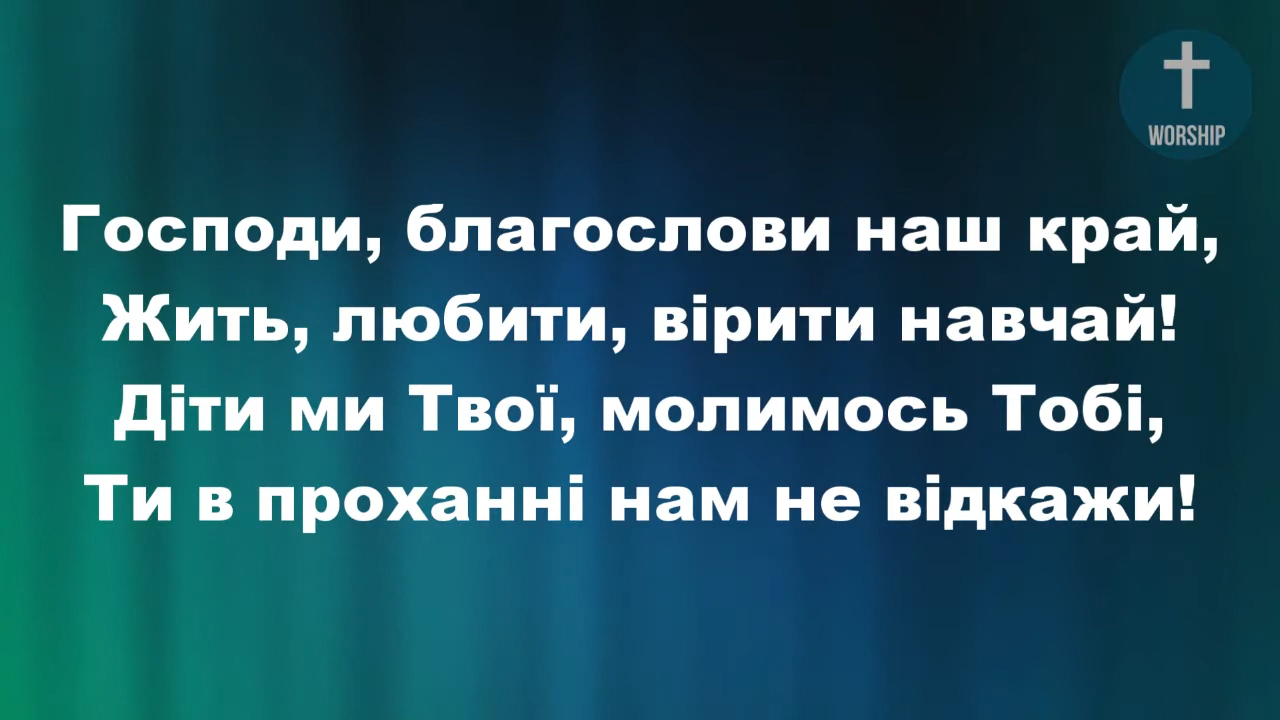 WORSHIP
Господи, благослови наш край,
Жить, любити, вірити навчай!
Діти ми Твої, молимось Тобі,
Ти в проханні нам не відкажи!